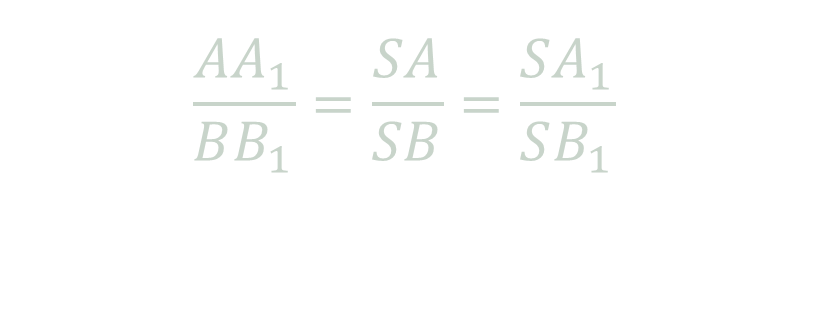 AA₁/BB₁ = SA/SB = SA₁/SB₁